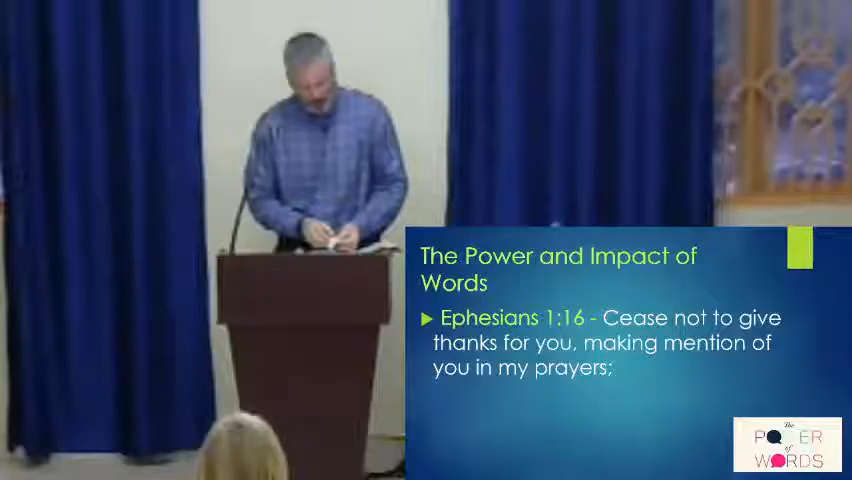 The Power and Impact of
Words
Ephesians 1:16 - Cease not to give
thanks for you, making mention of
you in my prayers;
The
POWER
of
WORDS